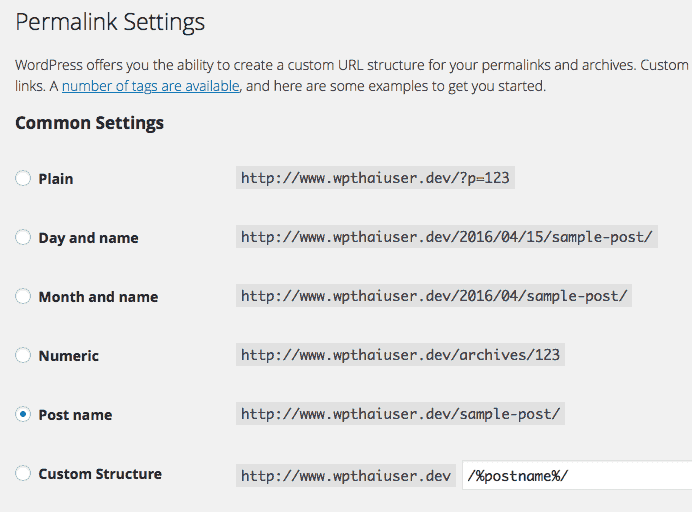 Permalink Settings
WordPress offers you the ability to create a custom URL structure for your permalinks and archives. Custom
links. A number of tags are available, and here are some examples to get you started.
Common Settings
Plain http://www.wpthaiuser.dev/?p=123
Day and name http://www.wpthaiuser.dev/2016/04/15/sample-post/
Month and name http://www.wpthaiuser.dev/2016/04/sample-post/
Numeric http://www.wpthaiuser.dev/archives/123
Post name http://www.wpthaiuser.dev/sample-post/
Custom Structure http://www.wpthaiuser.dev /%postname%/